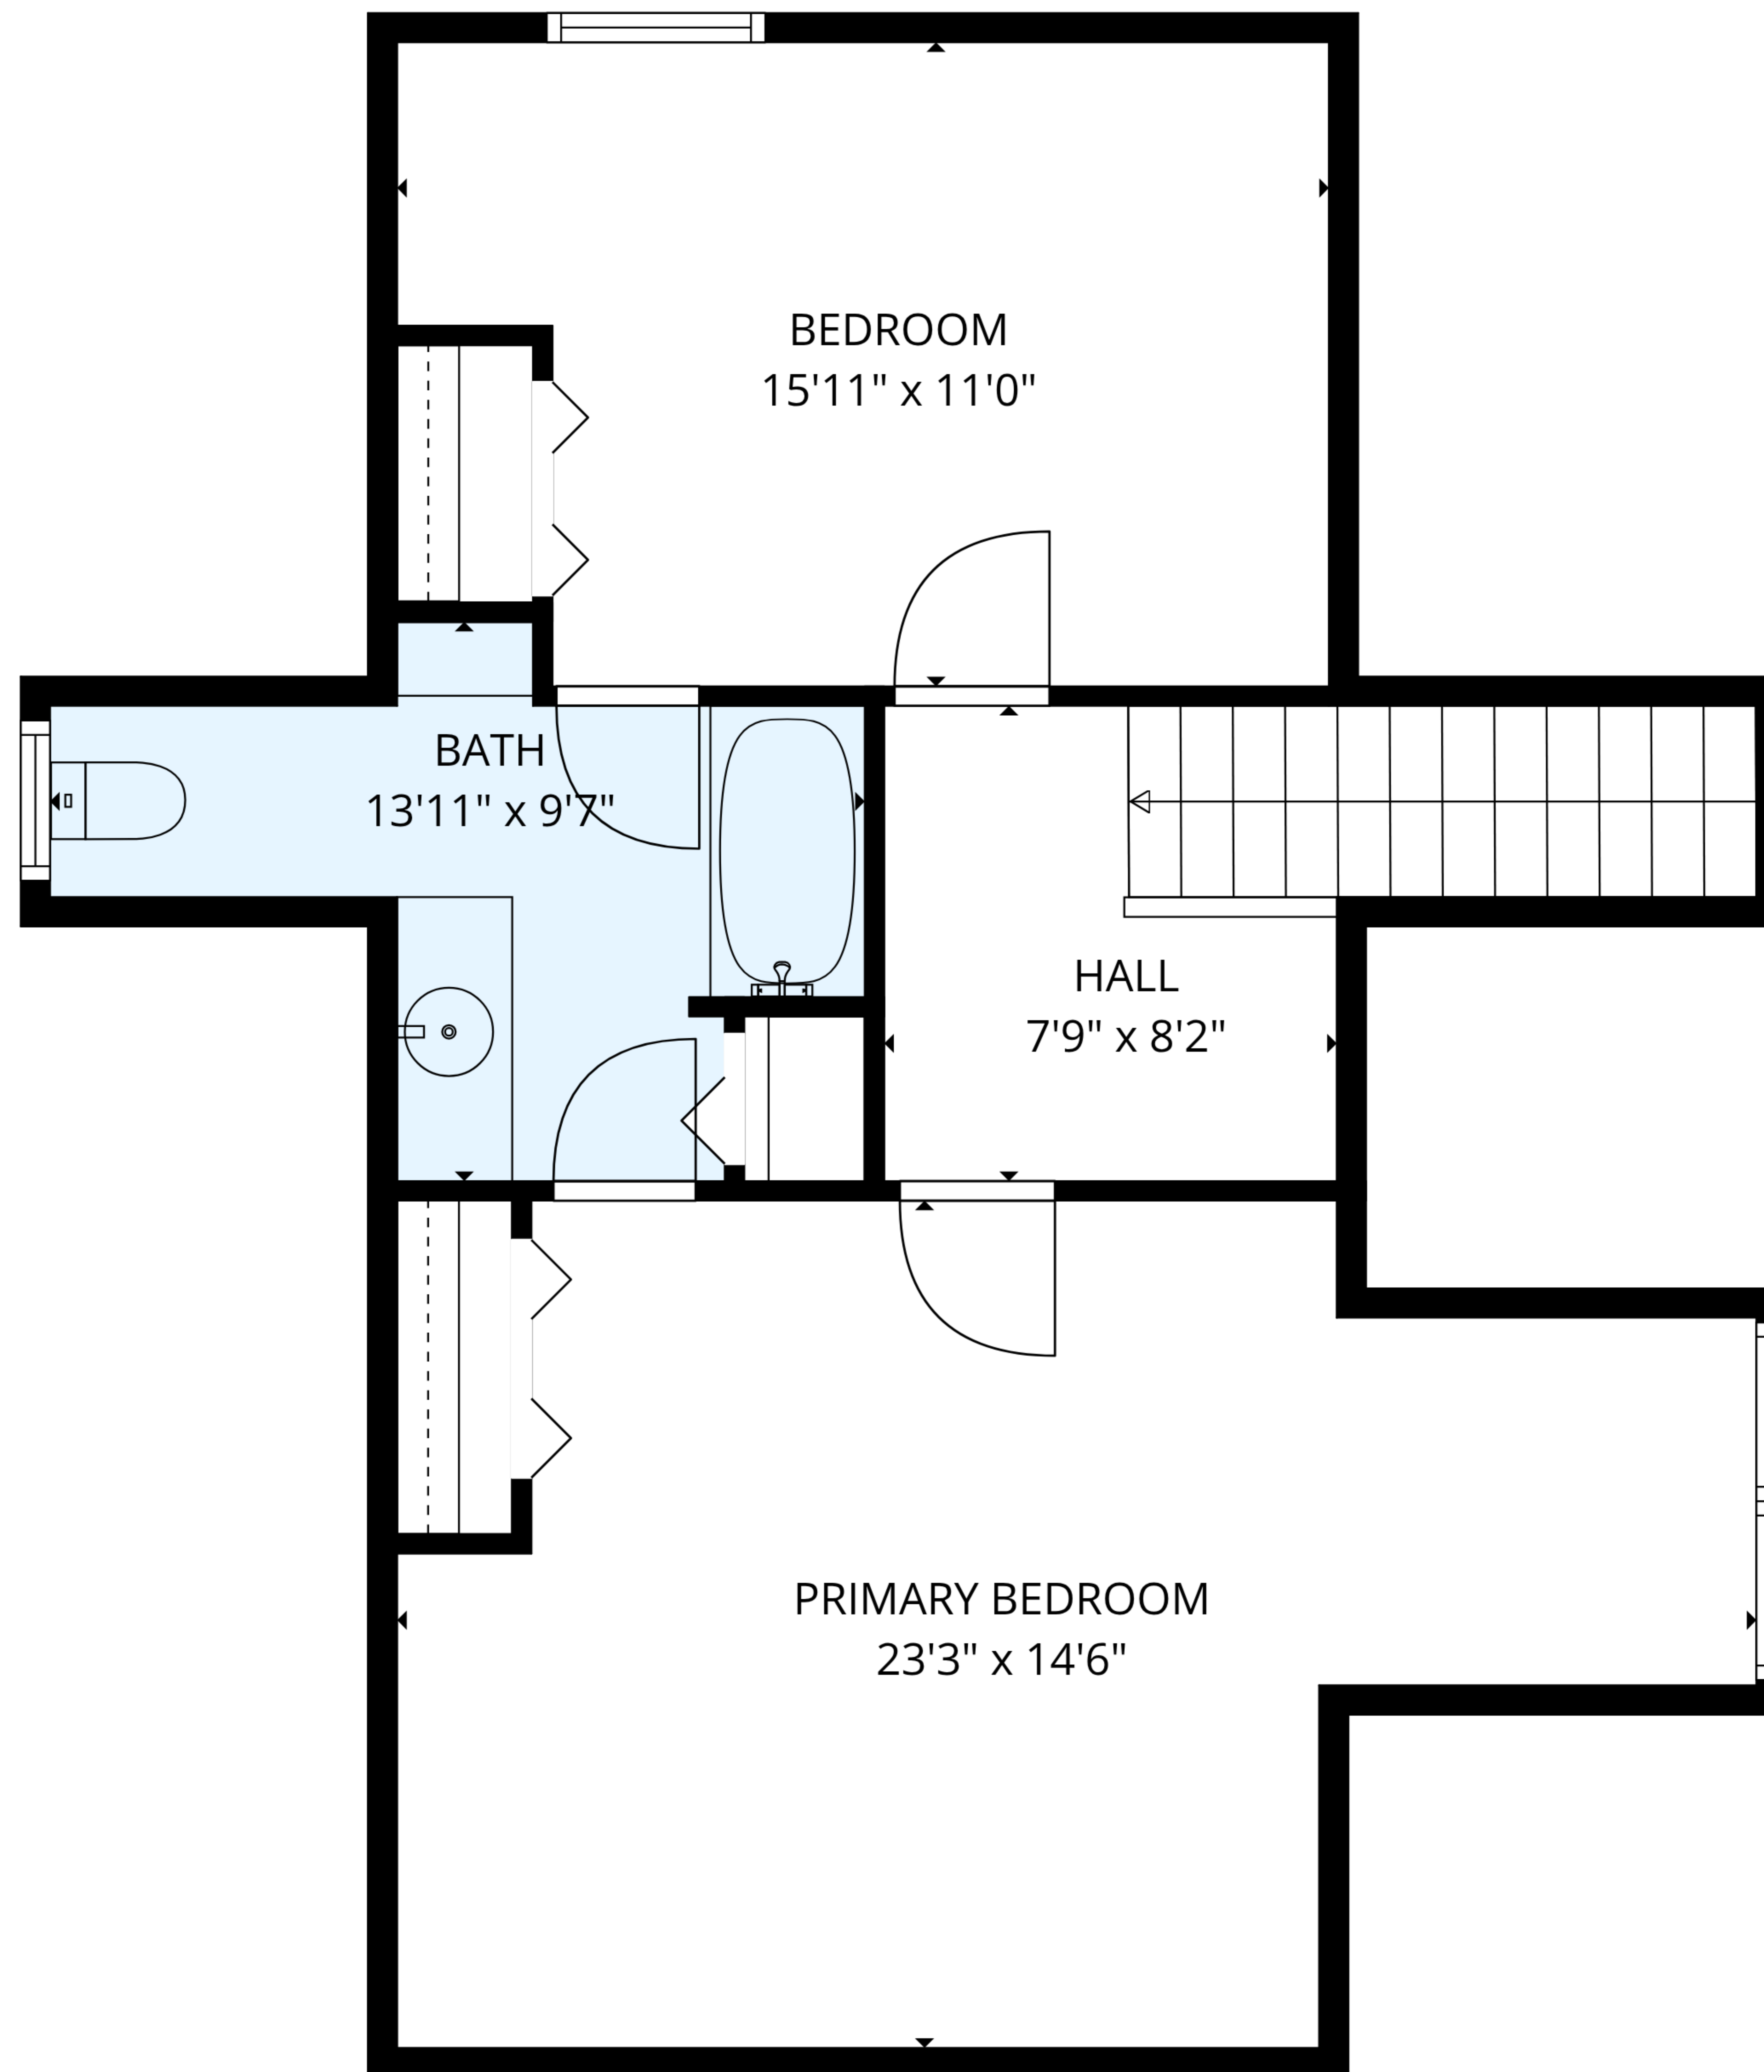 BEDROOM
15'11" x 11'0"
BATH
13'11" x 9'7"
HALL
7'9" x 8'2"
PRIMARY BEDROOM
23'3" x 14'6"